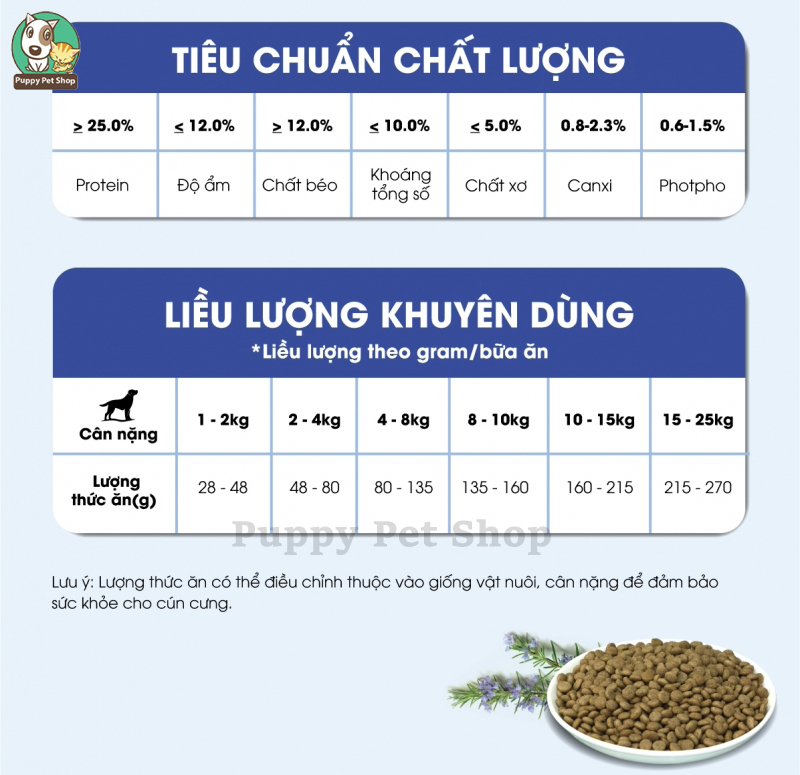 Puppy Pet Shop
TIÊU CHUẨN CHẤT LƯỢNG
≥ 25.0% ≤ 12.0% ≥ 12.0% ≤ 10.0% ≤ 5.0% 0.8-2.3% 0.6-1.5%
Protein Độ ẩm Chất béo Khoáng tổng số Chất xơ Canxi Photpho
LIỀU LƯỢNG KHUYÊN DÙNG
*Liều lượng theo gram/bữa ăn
Cân nặng 1 - 2kg 2 - 4kg 4 - 8kg 8 - 10kg 10 - 15kg 15 - 25kg
Lượng thức ăn(g) 28 - 48 48 - 80 80 - 135 135 - 160 160 - 215 215 - 270
Puppy Pet Shop
Lưu ý: Lượng thức ăn có thể điều chỉnh thuộc vào giống vật nuôi, cân nặng để đảm bảo
sức khỏe cho cún cưng.